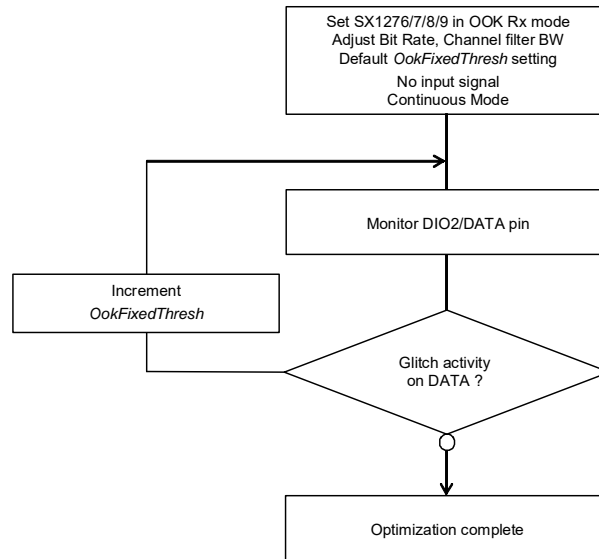 Set SX1276/7/8/9 in OOK Rx mode
Adjust Bit Rate, Channel filter BW
Default OokFixedThresh setting
No input signal
Continuous Mode
Monitor DIO2/DATA pin
Increment
OokFixedThresh
Glitch activity
on DATA ?
Optimization complete